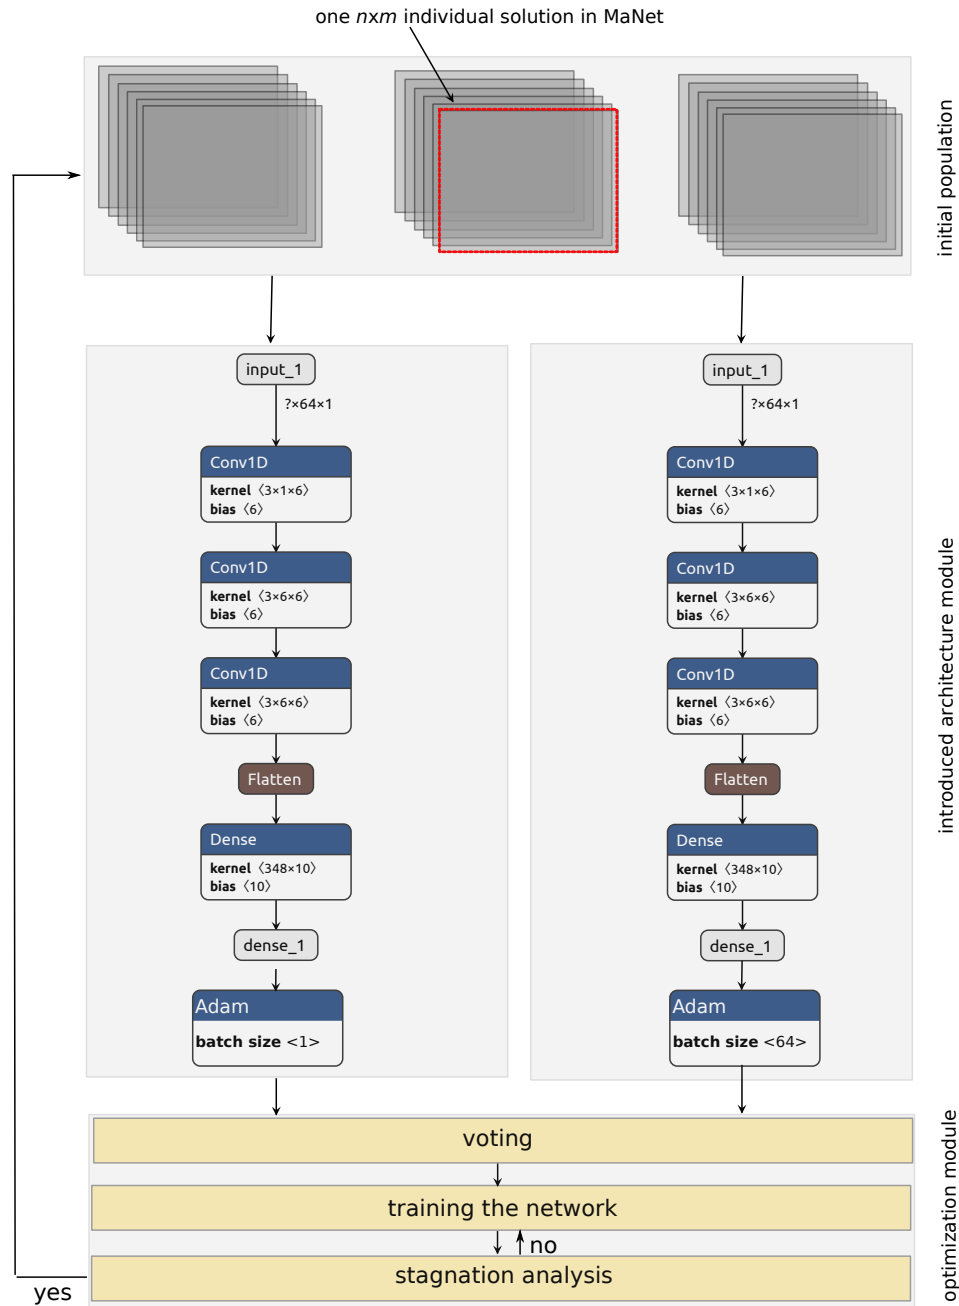 one n×m individual solution in MaNet
initial population
input_1
?×64×1
Conv1D
kernel ⟨3×1×6⟩
bias ⟨6⟩
Conv1D
kernel ⟨3×6×6⟩
bias ⟨6⟩
Conv1D
kernel ⟨3×6×6⟩
bias ⟨6⟩
Flatten
Dense
kernel ⟨348×10⟩
bias ⟨10⟩
dense_1
Adam
batch size <1>
input_1
?×64×1
Conv1D
kernel ⟨3×1×6⟩
bias ⟨6⟩
Conv1D
kernel ⟨3×6×6⟩
bias ⟨6⟩
Conv1D
kernel ⟨3×6×6⟩
bias ⟨6⟩
Flatten
Dense
kernel ⟨348×10⟩
bias ⟨10⟩
dense_1
Adam
batch size <64>
introduced architecture module
voting
training the network
no
stagnation analysis
yes
optimization module